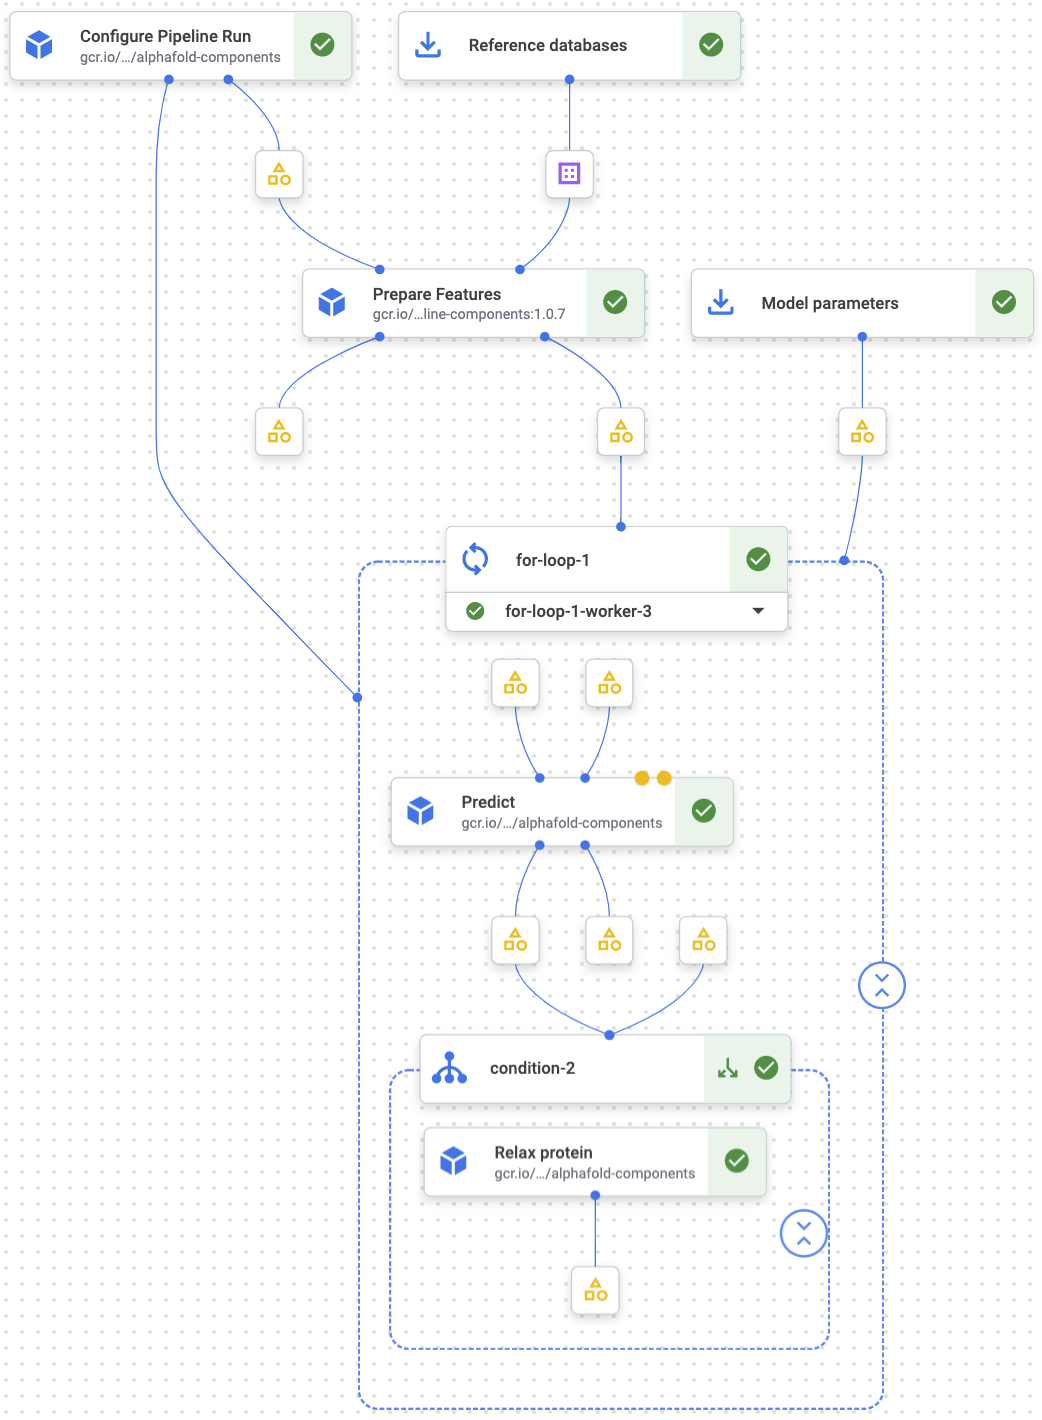 Configure Pipeline Run
gcr.io/.../alphafold-components
Reference databases
Prepare Features
gcr.io/...line-components:1.0.7
Model parameters
for-loop-1
for-loop-1-worker-3
Predict
gcr.io/.../alphafold-components
condition-2
Relax protein
gcr.io/.../alphafold-components